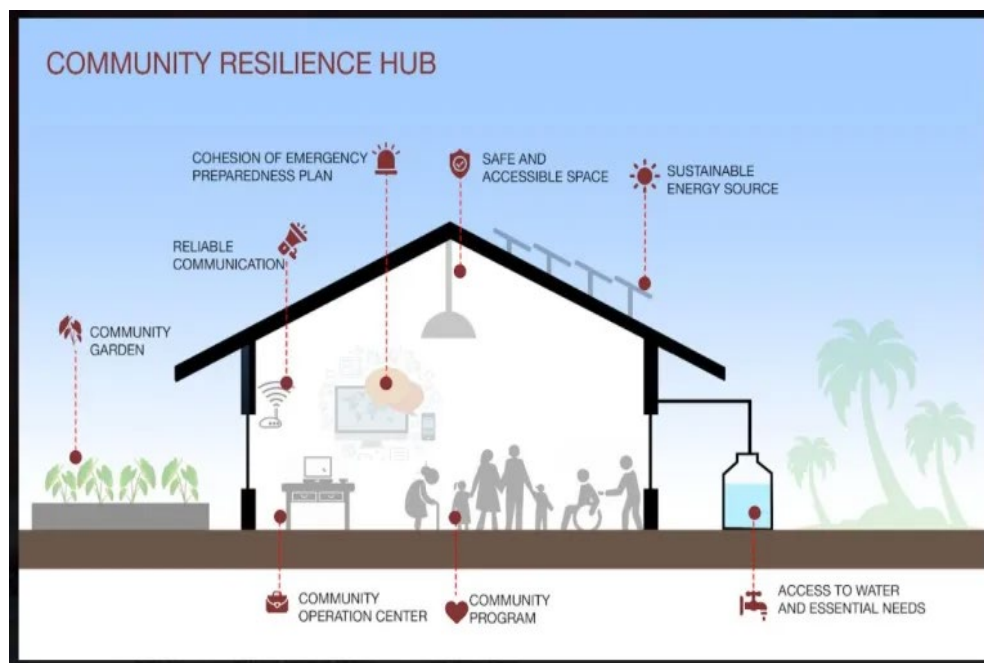 COMMUNITY RESILIENCE HUB
COHESION OF EMERGENCY
PREPAREDNESS PLAN
SAFE AND
ACCESSIBLE SPACE
SUSTAINABLE
ENERGY SOURCE
RELIABLE
COMMUNICATION
COMMUNITY
GARDEN
COMMUNITY
OPERATION CENTER
COMMUNITY
PROGRAM
ACCESS TO WATER
AND ESSENTIAL NEEDS